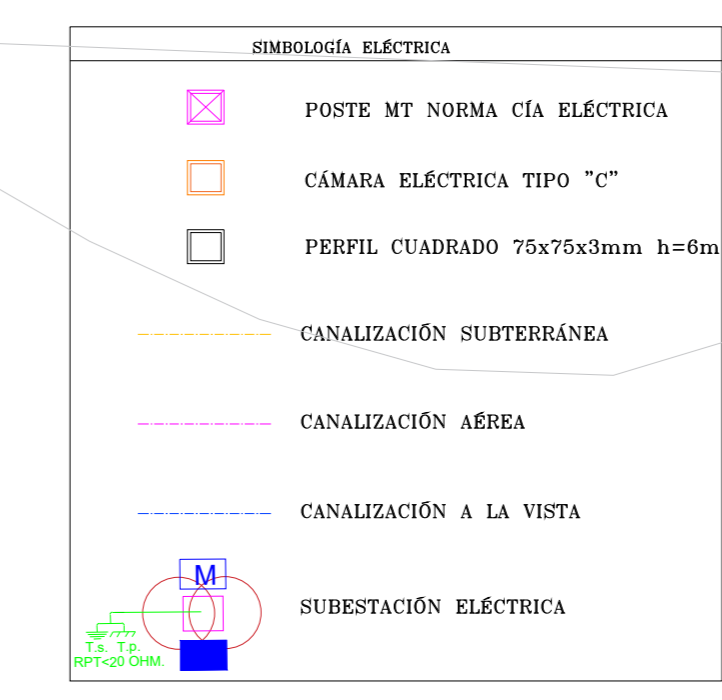 SIMBOLOGÍA ELÉCTRICA
POSTE MT NORMA CÍA ELÉCTRICA
CÁMARA ELÉCTRICA TIPO "C"
PERFIL CUADRADO 75x75x3mm h=6m
CANALIZACIÓN SUBTERRÁNEA
CANALIZACIÓN AÉREA
CANALIZACIÓN A LA VISTA
M
SUBESTACIÓN ELÉCTRICA
T.s. T.p.
RPT<20 OHM.